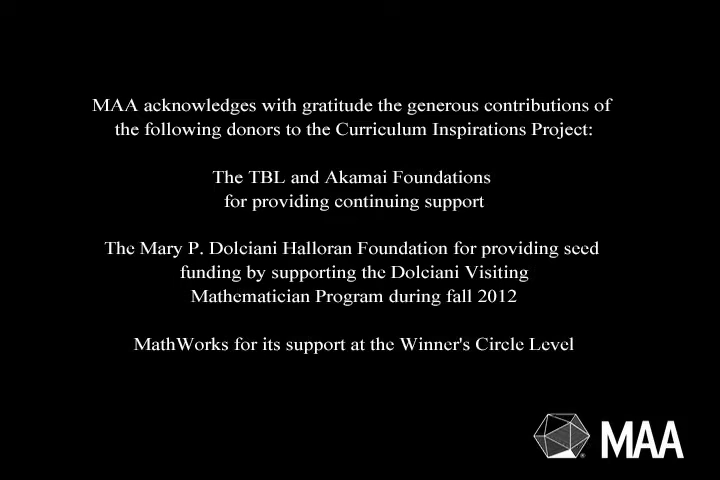 MAA acknowledges with gratitude the generous contributions of
the following donors to the Curriculum Inspirations Project:
The TBL and Akamai Foundations
for providing continuing support
The Mary P. Dolciani Halloran Foundation for providing seed
funding by supporting the Dolciani Visiting
Mathematician Program during fall 2012
MathWorks for its support at the Winner's Circle Level
MAA